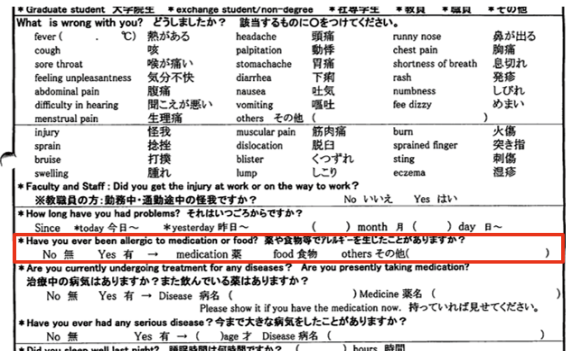 * Graduate student 大学院生 * exchange student/non-degree * 社専学生 * 教員 * 職員 * その他
What is wrong with you? どうしましたか? 該当するものに○をつけてください。
fever ( . ℃) 熱がある headache 頭痛 runny nose 鼻が出る
cough 咳 palpitation 動悸 chest pain 胸痛
sore throat 喉が痛い stomachache 胃痛 shortness of breath 息切れ
feeling unpleasantness 気分不快 diarrhea 下痢 rash 発疹
abdominal pain 腹痛 nausea 吐気 numbness しびれ
difficulty in hearing 聞こえが悪い vomiting 嘔吐 fee dizzy めまい
menstrual pain 生理痛 others その他 ( )
injury 怪我 muscular pain 筋肉痛 burn 火傷
sprain 捻挫 dislocation 脱臼 sprained finger 突き指
bruise 打撲 blister くつずれ sting 刺傷
swelling 腫れ lump しこり eczema 湿疹
* Faculty and Staff : Did you get the injury at work or on the way to work?
※教職員の方:勤務中・通勤途中の怪我ですか? No いいえ Yes はい
* How long have you had problems? それはいつごろからですか?
Since *today 今日~ *yesterday 昨日~ ( ) month 月 ( ) day 日~
* Have you ever been allergic to medication or food? 薬や食物等でアレルギーを生じたことがありますか?
No 無 Yes 有 → medication 薬 food 食物 others その他( )
* Are you currently undergoing treatment for any diseases? Are you presently taking medication?
治療中の病気はありますか?また飲んでいる薬はありますか?
No 無 Yes 有 → Disease 病名 ( ) Medicine 薬名 ( )
Please show it if you have the medication now. 持っていれば見せてください。
* Have you ever had any serious disease? 今まで大きな病気をしたことがありますか?
No 無 Yes 有 → ( )age 才 Disease 病名 ( )
* Did you sleep well last night? 睡眠時間は何時間ですか? ( ) hours 時間